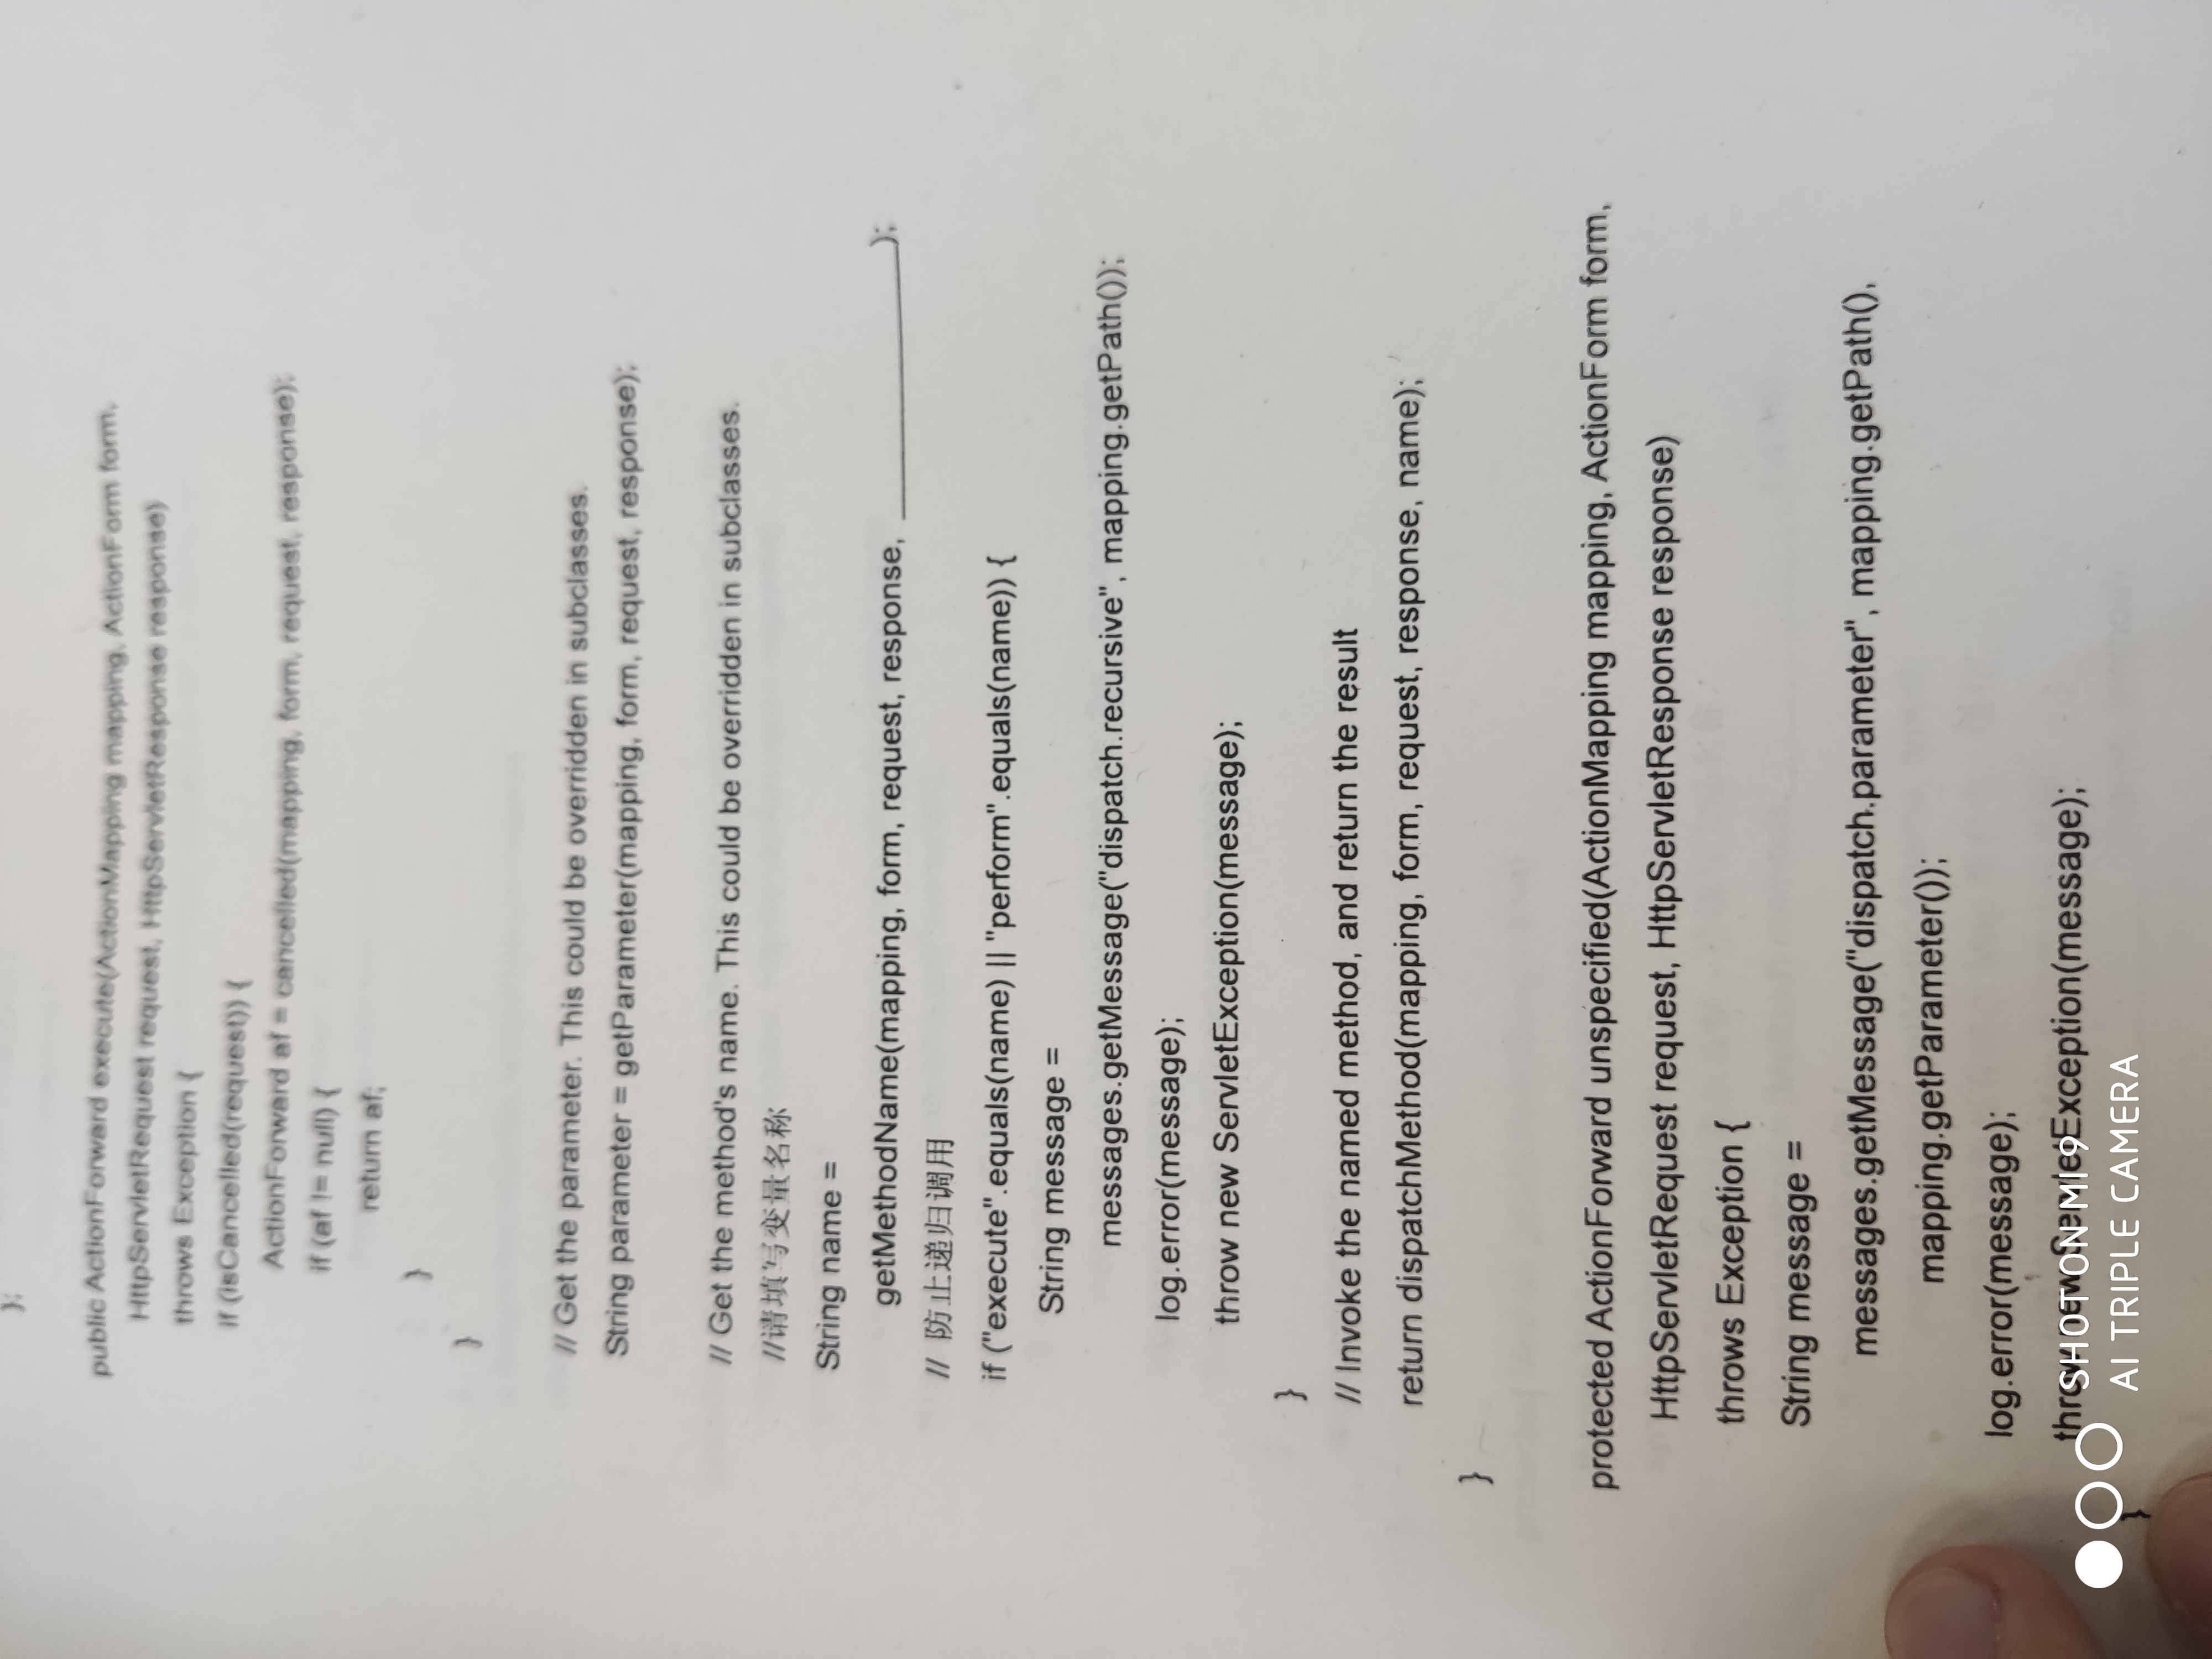 };
public ActionForward execute(ActionMapping mapping, ActionForm form,
HttpServletRequest request, HttpServletResponse response)
throws Exception {
if (isCancelled(request)) {
ActionForward af = cancelled(mapping, form, request, response);
if (af != null) {
return af;
}
}
// Get the parameter. This could be overridden in subclasses.
String parameter = getParameter(mapping, form, request, response);
// Get the method's name. This could be overridden in subclasses.
//请填写变量名称
String name =
getMethodName(mapping, form, request, response, ______________);
// 防止递归调用
if ("execute".equals(name) || "perform".equals(name)) {
String message =
messages.getMessage("dispatch.recursive", mapping.getPath());
log.error(message);
throw new ServletException(message);
}
// Invoke the named method, and return the result
return dispatchMethod(mapping, form, request, response, name);
}
protected ActionForward unspecified(ActionMapping mapping, ActionForm form,
HttpServletRequest request, HttpServletResponse response)
throws Exception {
String message =
messages.getMessage("dispatch.parameter", mapping.getPath(),
mapping.getParameter());
log.error(message);
throw new ServletException(message);
}
SHOT ON MI 9
AI TRIPLE CAMERA